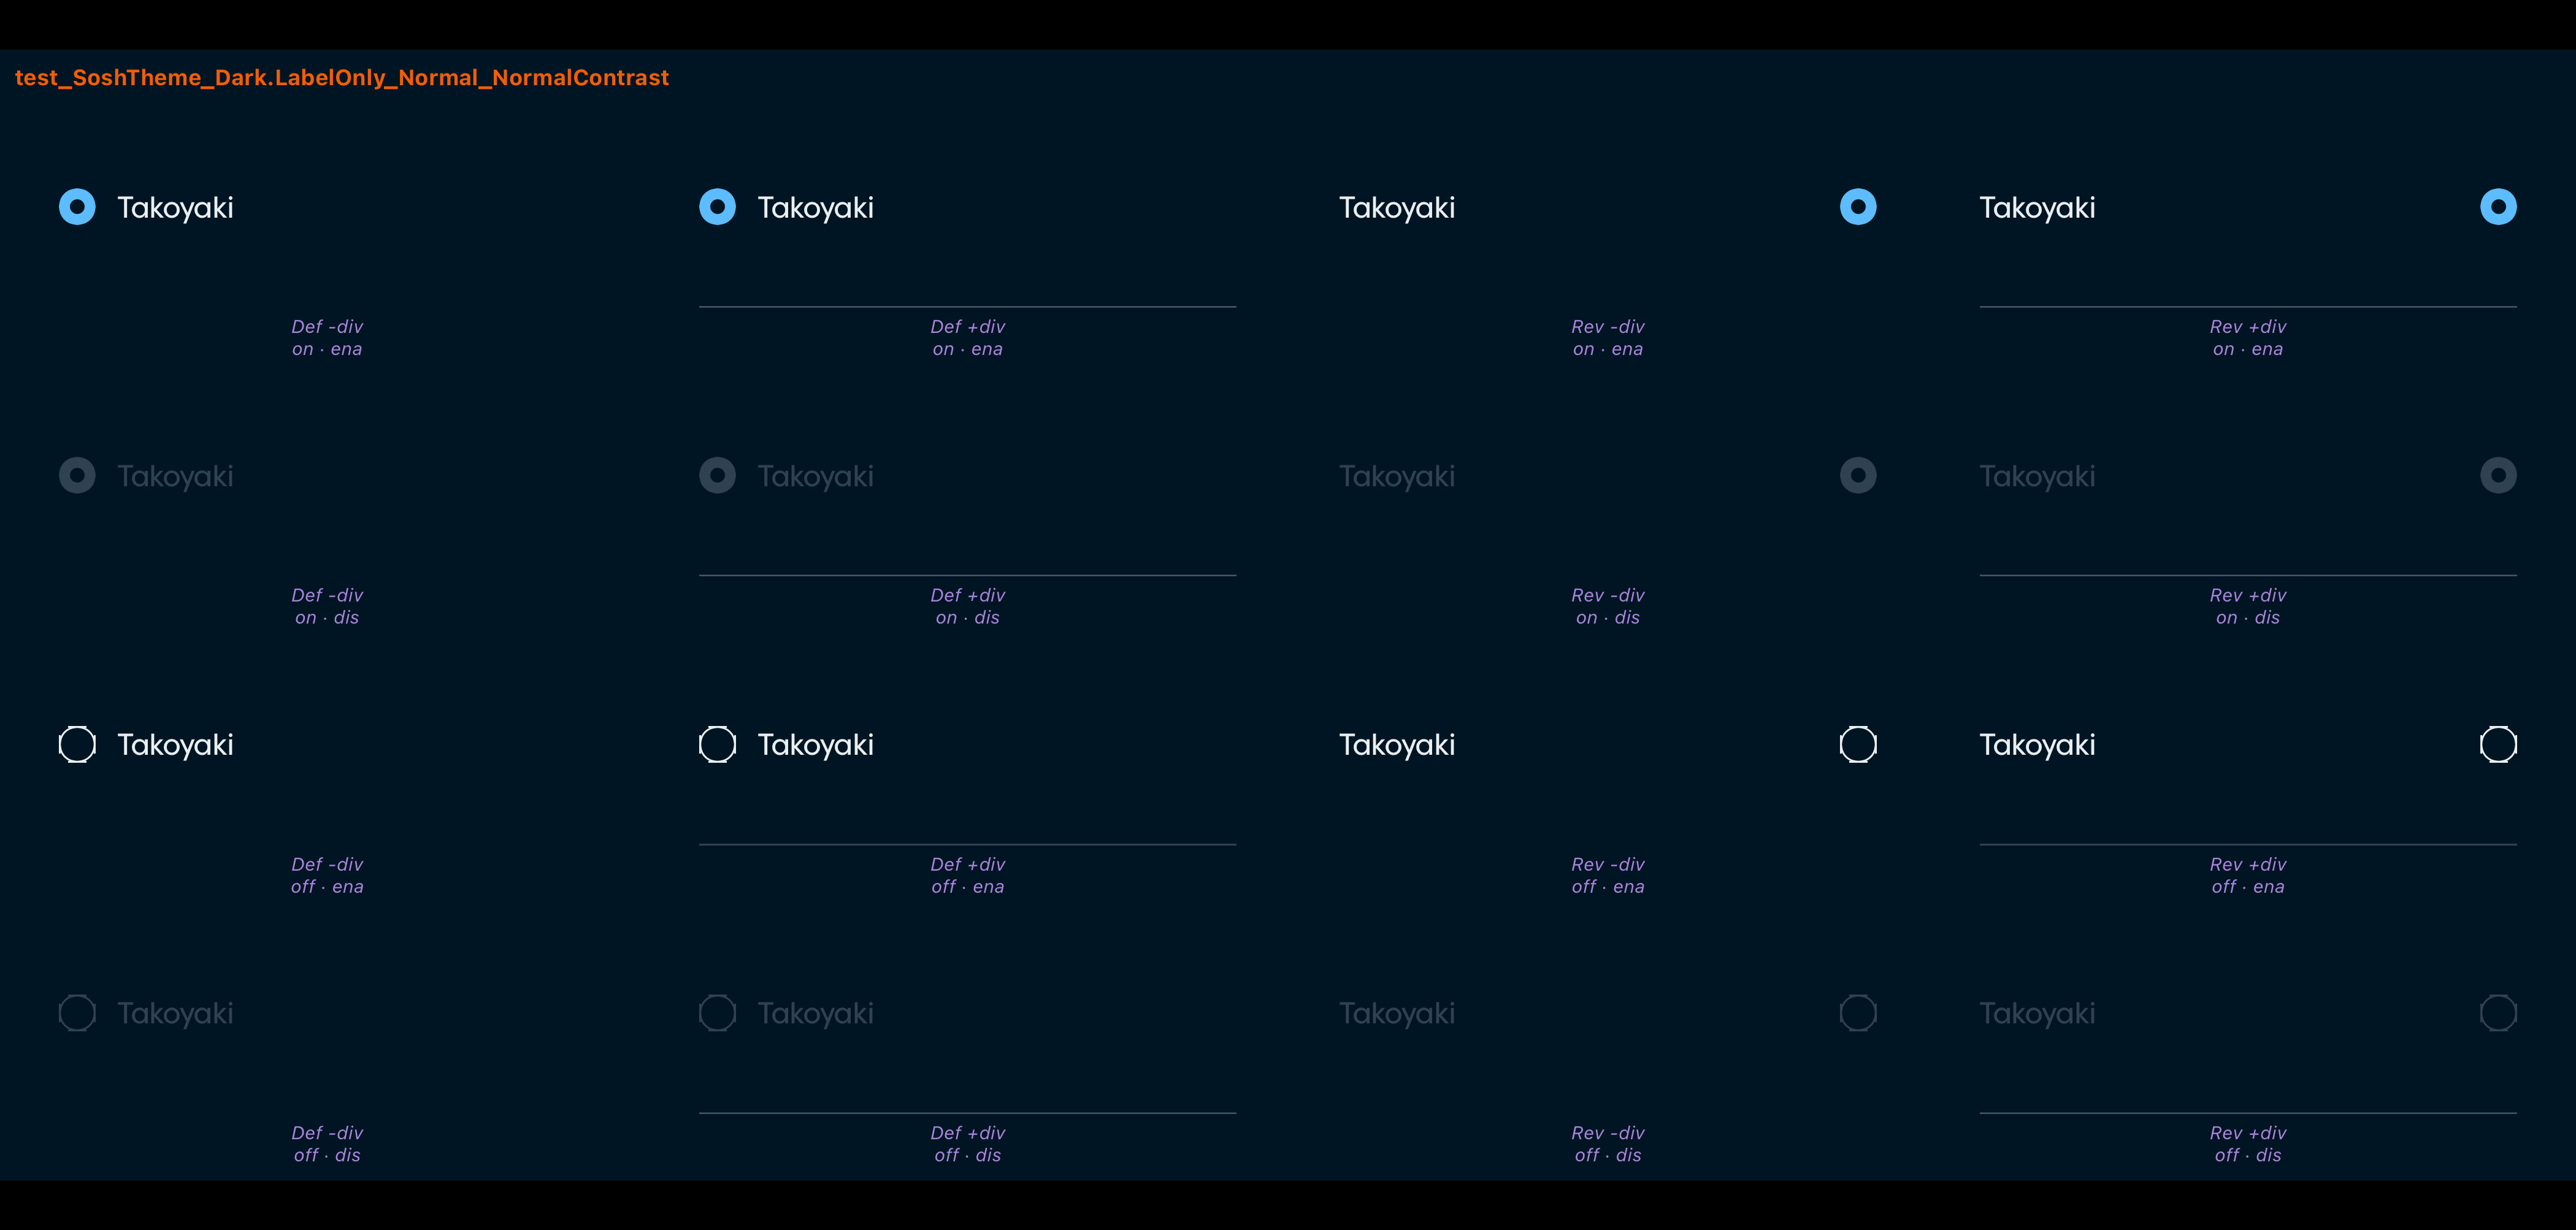 test_SoshTheme_Dark.LabelOnly_Normal_NormalContrast
Takoyaki
Takoyaki
Takoyaki
Takoyaki
Def -div
on · ena
Def +div
on · ena
Rev -div
on · ena
Rev +div
on · ena
Takoyaki
Takoyaki
Takoyaki
Takoyaki
Def -div
on · dis
Def +div
on · dis
Rev -div
on · dis
Rev +div
on · dis
Takoyaki
Takoyaki
Takoyaki
Takoyaki
Def -div
off · ena
Def +div
off · ena
Rev -div
off · ena
Rev +div
off · ena
Takoyaki
Takoyaki
Takoyaki
Takoyaki
Def -div
off · dis
Def +div
off · dis
Rev -div
off · dis
Rev +div
off · dis